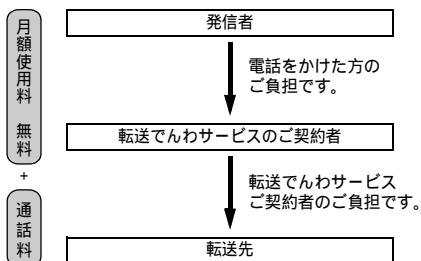 月額使用料 無料
+
通話料
発信者
電話をかけた方の
ご負担です。
転送でんわサービスのご契約者
転送でんわサービス
ご契約者のご負担です。
転送先